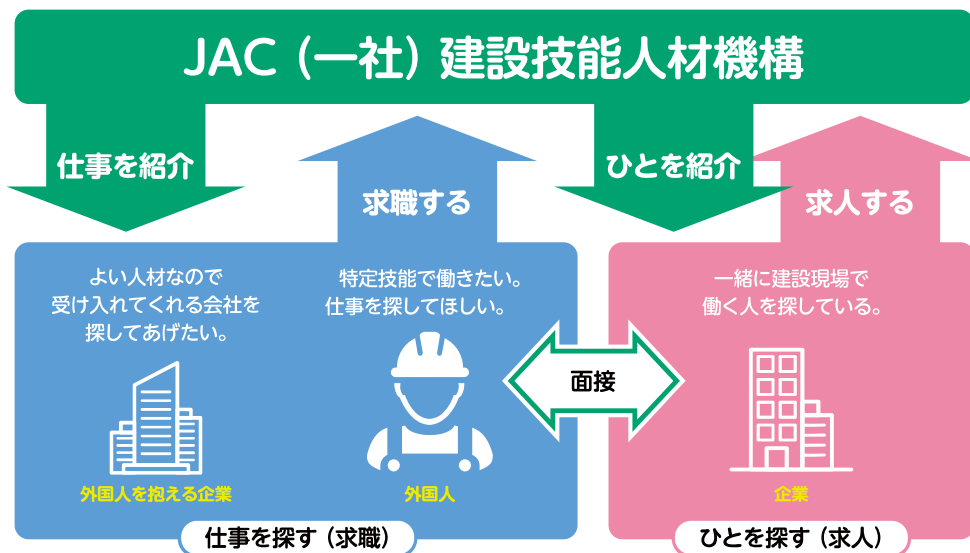 JAC（一社）建設技能人材機構
仕事を紹介
求職する
ひとを紹介
求人する
よい人材なので
受け入れてくれる会社を
探してあげたい。
外国人を抱える企業
特定技能で働きたい。
仕事を探してほしい。
外国人
仕事を探す（求職）
面接
一緒に建設現場で
働く人を探している。
企業
ひとを探す（求人）